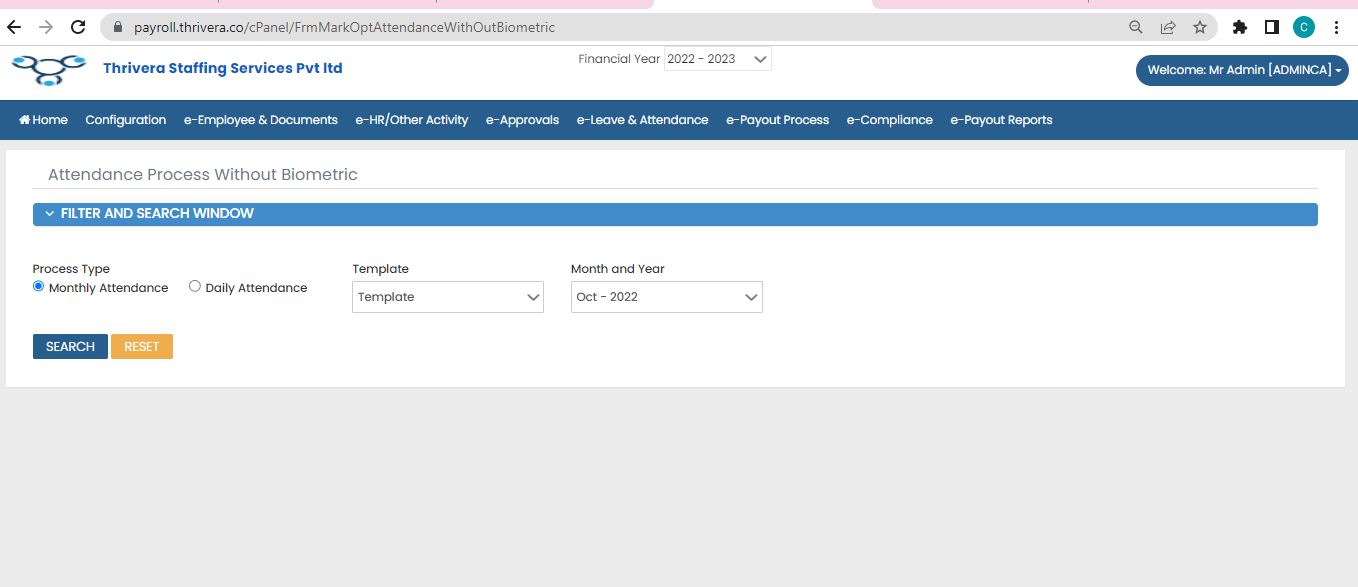 payroll.thrivera.co/cPanel/FrmMarkOptAttendanceWithOutBiometric
C
Thrivera Staffing Services Pvt ltd
Financial Year 2022 - 2023
Welcome: Mr Admin [ADMINCA]
Home Configuration e-Employee & Documents e-HR/Other Activity e-Approvals e-Leave & Attendance e-Payout Process e-Compliance e-Payout Reports
Attendance Process Without Biometric
FILTER AND SEARCH WINDOW
Process Type Template Month and Year
Monthly Attendance Daily Attendance Template Oct - 2022
SEARCH RESET